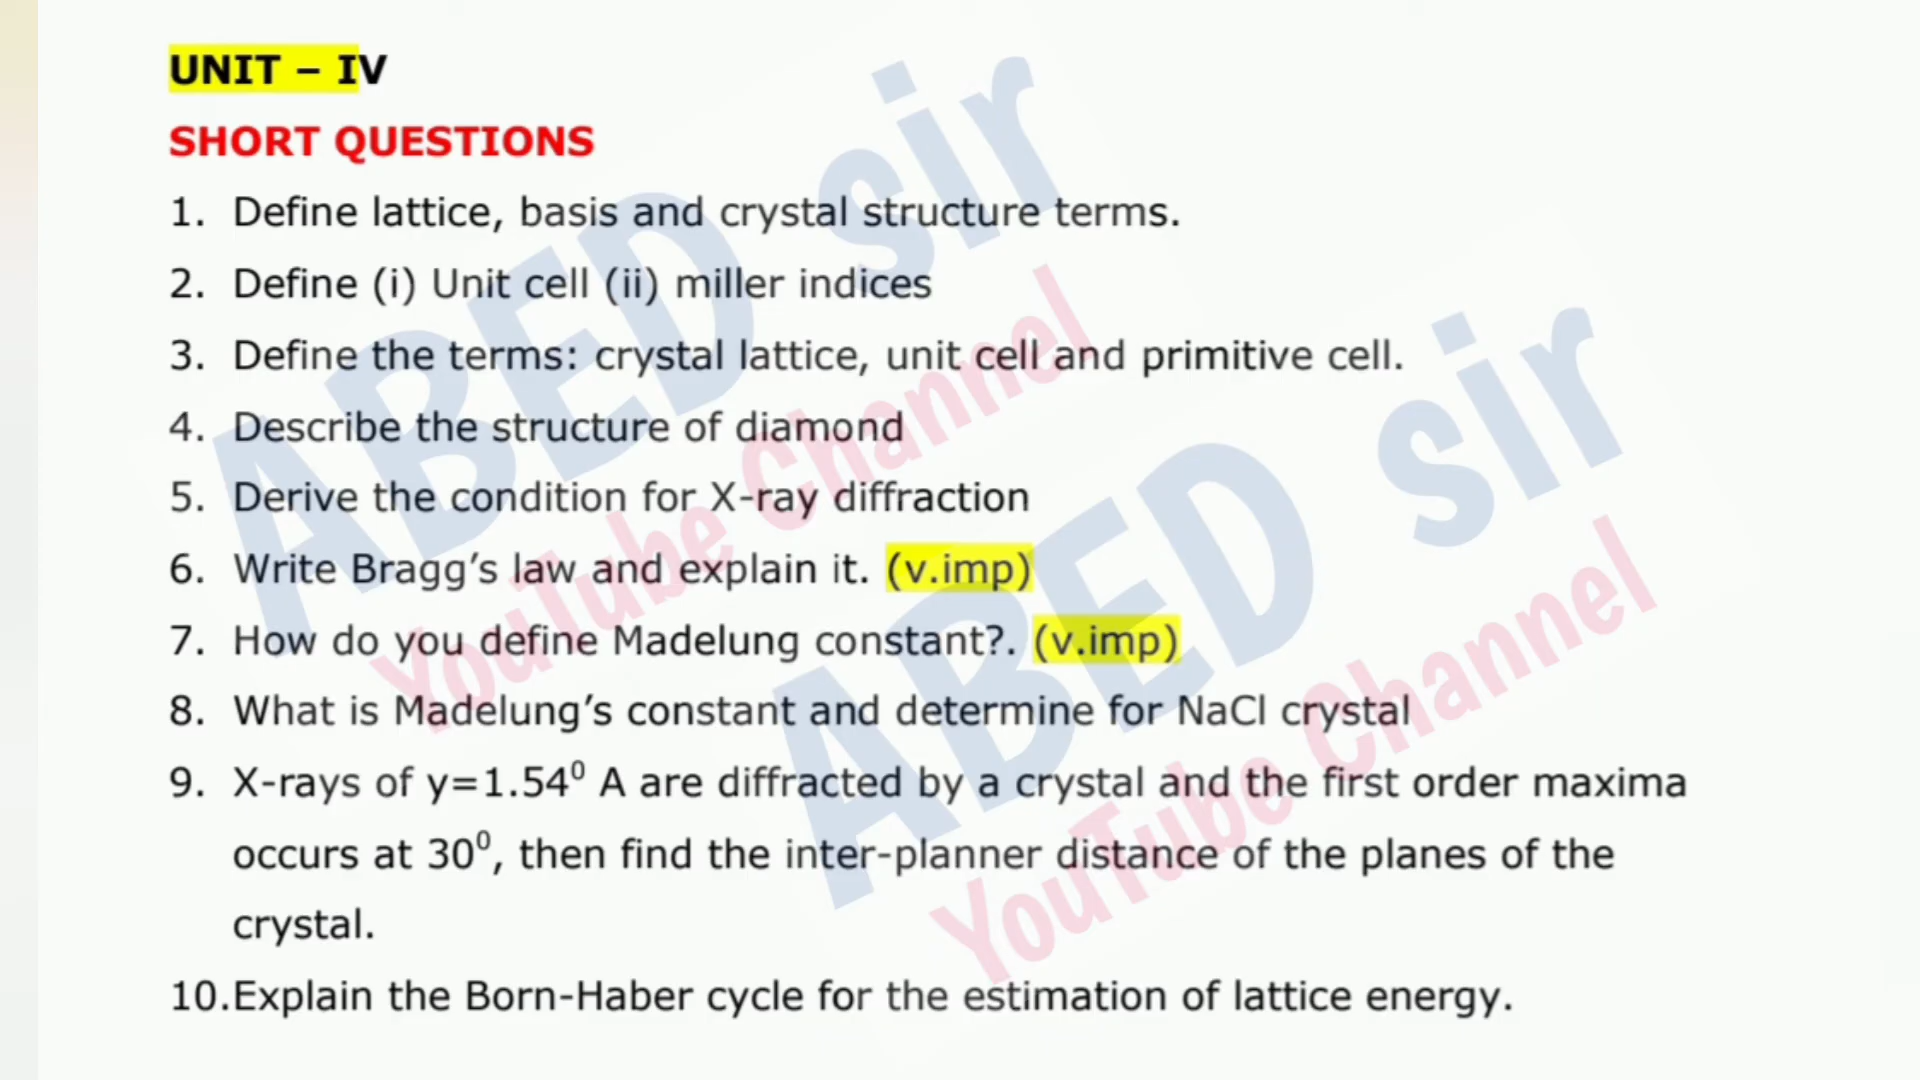 UNIT – IV
SHORT QUESTIONS
1. Define lattice, basis and crystal structure terms.
2. Define (i) Unit cell (ii) miller indices
3. Define the terms: crystal lattice, unit cell and primitive cell.
4. Describe the structure of diamond
5. Derive the condition for X-ray diffraction
6. Write Bragg’s law and explain it. (v.imp)
7. How do you define Madelung constant?. (v.imp)
8. What is Madelung’s constant and determine for NaCl crystal
9. X-rays of y=1.54⁰ A are diffracted by a crystal and the first order maxima
occurs at 30⁰, then find the inter-planner distance of the planes of the
crystal.
10.Explain the Born-Haber cycle for the estimation of lattice energy.
ABED sir
YouTube Channel
ABED sir
YouTube Channel